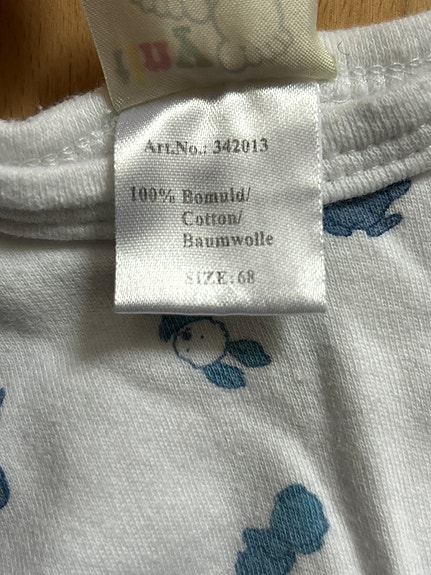 Art.No.: 342013
100% Bomuld/
Cotton/
Baumwolle
SIZE: 68